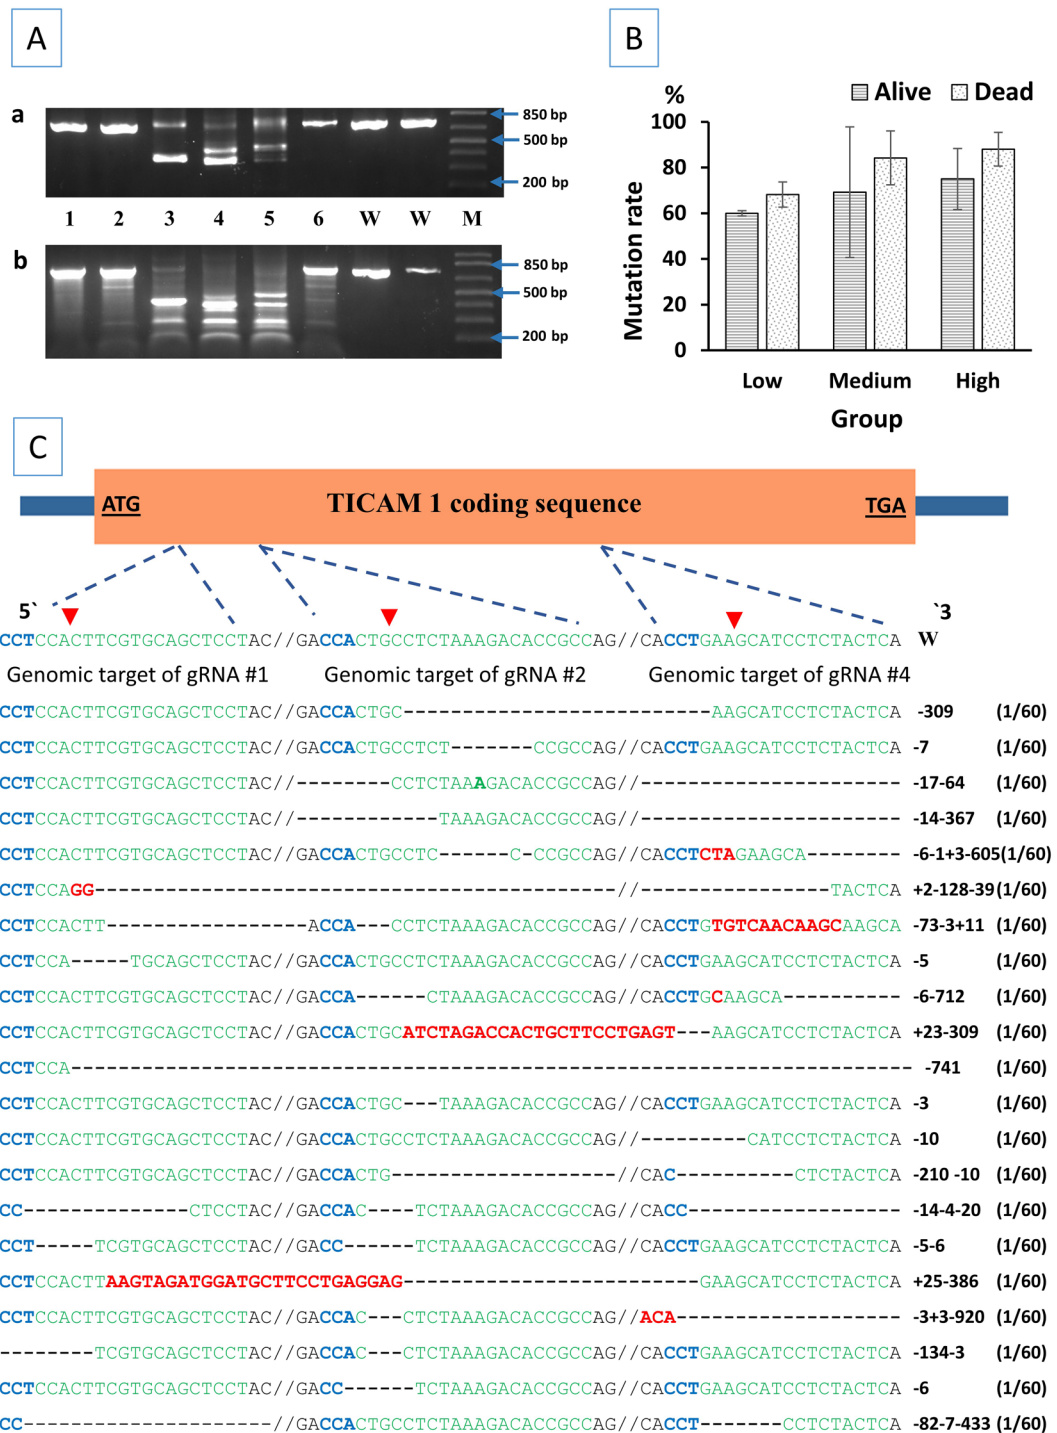 A
B
a
850 bp
500 bp
200 bp
1 2 3 4 5 6 W W M
b
850 bp
500 bp
200 bp
%
Alive Dead
100
80
60
40
20
0
Mutation rate
Low Medium High
Group
C
ATG TICAM 1 coding sequence TGA
5` `3
CCTCCACTTCGTGCAGCTCCTAC//GACCACTGCCTCTAAAGACACCGCCAG//CACCTGAAGCATCCTCTACTCA W
Genomic target of gRNA #1 Genomic target of gRNA #2 Genomic target of gRNA #4
CCTCCACTTCGTGCAGCTCCTAC//GACCACTGC--------------------------AAGCATCCTCTACTCA -309 (1/60)
CCTCCACTTCGTGCAGCTCCTAC//GACCACTGCCTCT-------CCGCCAG//CACCTGAAGCATCCTCTACTCA -7 (1/60)
CCTCCACTTCGTGCAGCTCCTAC//--------CCTCTAAAGACACCGCCAG//---------------------- -17-64 (1/60)
CCTCCACTTCGTGCAGCTCCTAC//------------TAAAGACACCGCCAG//---------------------- -14-367 (1/60)
CCTCCACTTCGTGCAGCTCCTAC//GACCACTGCCTC------C-CCGCCAG//CACCTCTAGAAGCA-------- -6-1+3-605(1/60)
CCTCCAGG---------------------------------------------//-----------------TACTCA +2-128-39(1/60)
CCTCCACTT-----------------ACCA---CCTCTAAAGACACCGCCAG//CACCTGTGTCAACAAGCAAGCA -73-3+11 (1/60)
CCTCCA-----TGCAGCTCCTAC//GACCACTGCCTCTAAAGACACCGCCAG//CACCTGAAGCATCCTCTACTCA -5 (1/60)
CCTCCACTTCGTGCAGCTCCTAC//GACCA------CTAAAGACACCGCCAG//CACCTGCAAGCA---------- -6-712 (1/60)
CCTCCACTTCGTGCAGCTCCTAC//GACCACTGCATCTAGACCACTGCTTCCTGAGT---AAGCATCCTCTACTCA +23-309 (1/60)
CCTCCA---------------------------------------------------------------------- -741 (1/60)
CCTCCACTTCGTGCAGCTCCTAC//GACCACTGC---TAAAGACACCGCCAG//CACCTGAAGCATCCTCTACTCA -3 (1/60)
CCTCCACTTCGTGCAGCTCCTAC//GACCACTGCCTCTAAAGACACCGCCAG//---------CATCCTCTACTCA -10 (1/60)
CCTCCACTTCGTGCAGCTCCTAC//GACCACTG-------------------//CAC----------CTCTACTCA -210 -10 (1/60)
CC--------------CTCCTAC//GACCAC----TCTAAAGACACCGCCAG//CACC------------------ -14-4-20 (1/60)
CCT-----TCGTGCAGCTCCTAC//GACC------TCTAAAGACACCGCCAG//CACCTGAAGCATCCTCTACTCA -5-6 (1/60)
CCTCCACTTAAGTAGATGGATGCTTCCTGAGGAG-------------------------GAAGCATCCTCTACTCA +25-386 (1/60)
CCTCCACTTCGTGCAGCTCCTAC//GACCAC---CTCTAAAGACACCGCCAG//ACA------------------- -3+3-920 (1/60)
--------TCGTGCAGCTCCTAC//GACCAC---CTCTAAAGACACCGCCAG//CACCTGAAGCATCCTCTACTCA -134-3 (1/60)
CCTCCACTTCGTGCAGCTCCTAC//GACC------TCTAAAGACACCGCCAG//CACCTGAAGCATCCTCTACTCA -6 (1/60)
CC---------------------//GACCACTGCCTCTAAAGACACCGCCAG//CACCT-------CCTCTACTCA -82-7-433 (1/60)